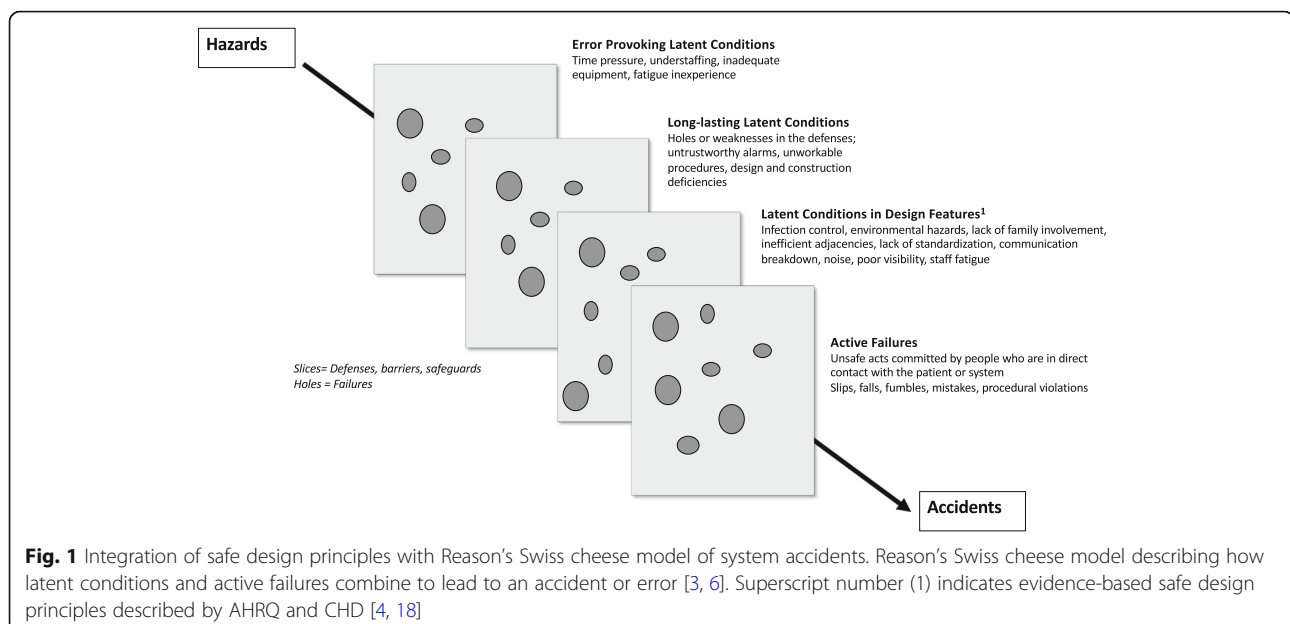 Hazards
Error Provoking Latent Conditions
Time pressure, understaffing, inadequate
equipment, fatigue inexperience
Long-lasting Latent Conditions
Holes or weaknesses in the defenses;
untrustworthy alarms, unworkable
procedures, design and construction
deficiencies
Latent Conditions in Design Features¹
Infection control, environmental hazards, lack of family involvement,
inefficient adjacencies, lack of standardization, communication
breakdown, noise, poor visibility, staff fatigue
Active Failures
Unsafe acts committed by people who are in direct
contact with the patient or system
Slips, falls, fumbles, mistakes, procedural violations
Slices= Defenses, barriers, safeguards
Holes = Failures
Accidents
Fig. 1 Integration of safe design principles with Reason's Swiss cheese model of system accidents. Reason's Swiss cheese model describing how
latent conditions and active failures combine to lead to an accident or error [3, 6]. Superscript number (1) indicates evidence-based safe design
principles described by AHRQ and CHD [4, 18]